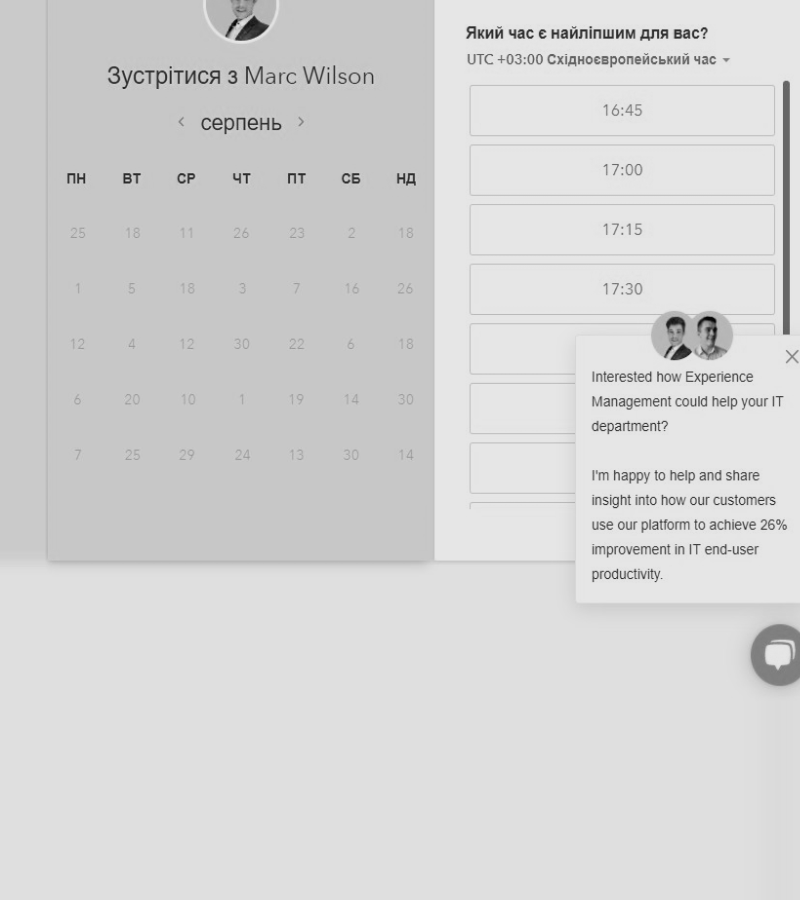 Зустрітися з Marc Wilson
серпень
ПН ВТ СР ЧТ ПТ СБ НД
25 18 11 26 23 2 18
1 5 18 3 7 16 26
12 4 12 30 22 6 18
6 20 10 1 19 14 30
7 25 29 24 13 30 14
Який час є найліпшим для вас?
UTC +03:00 Східноєвропейський час
16:45
17:00
17:15
17:30
Interested how Experience
Management could help your IT
department?
I'm happy to help and share
insight into how our customers
use our platform to achieve 26%
improvement in IT end-user
productivity.